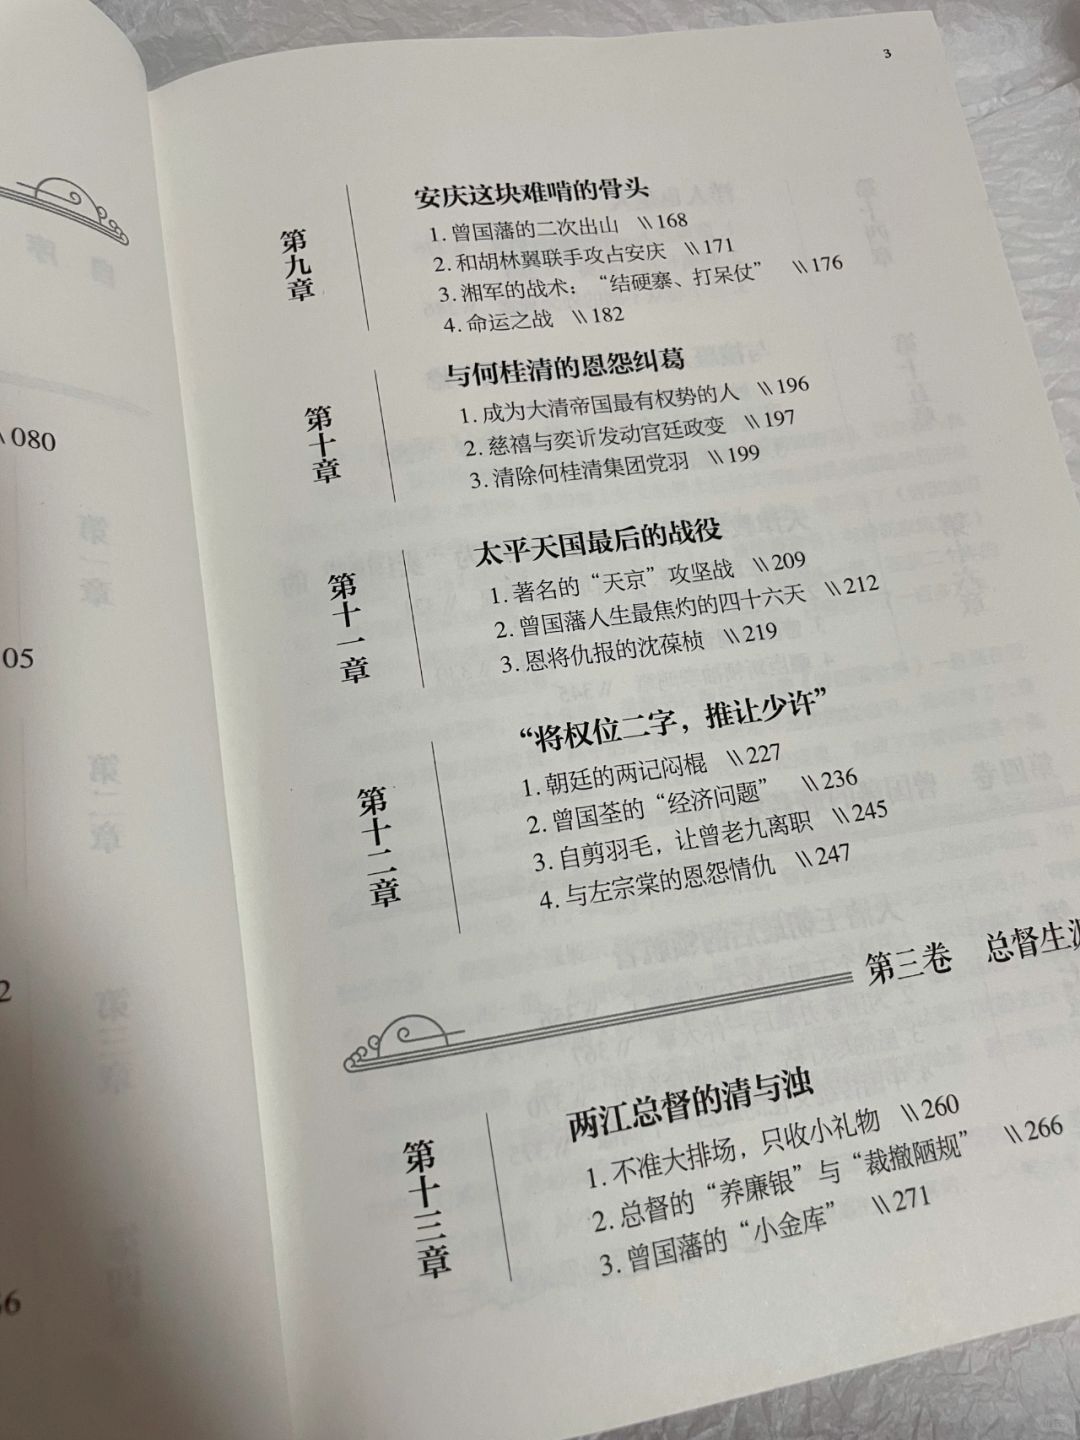 080
05
2
3
第九章
安庆这块难啃的骨头
1. 曾国藩的二次出山 \\ 168
2. 和胡林翼联手攻占安庆 \\ 171
3. 湘军的战术：“结硬寨、打呆仗” \\ 176
4. 命运之战 \\ 182
第十章
与何桂清的恩怨纠葛
1. 成为大清帝国最有权势的人 \\ 196
2. 慈禧与奕䜣发动宫廷政变 \\ 197
3. 清除何桂清集团党羽 \\ 199
第十一章
太平天国最后的战役
1. 著名的“天京”攻坚战 \\ 209
2. 曾国藩人生最焦灼的四十六天 \\ 212
3. 恩将仇报的沈葆桢 \\ 219
第十二章
“将权位二字，推让少许”
1. 朝廷的两记闷棍 \\ 227
2. 曾国荃的“经济问题” \\ 236
3. 自剪羽毛，让曾老九离职 \\ 245
4. 与左宗棠的恩怨情仇 \\ 247
第三卷 总督生涯
第十三章
两江总督的清与浊
1. 不准大排场，只收小礼物 \\ 260
2. 总督的“养廉银”与“裁撤陋规” \\ 266
3. 曾国藩的“小金库” \\ 271